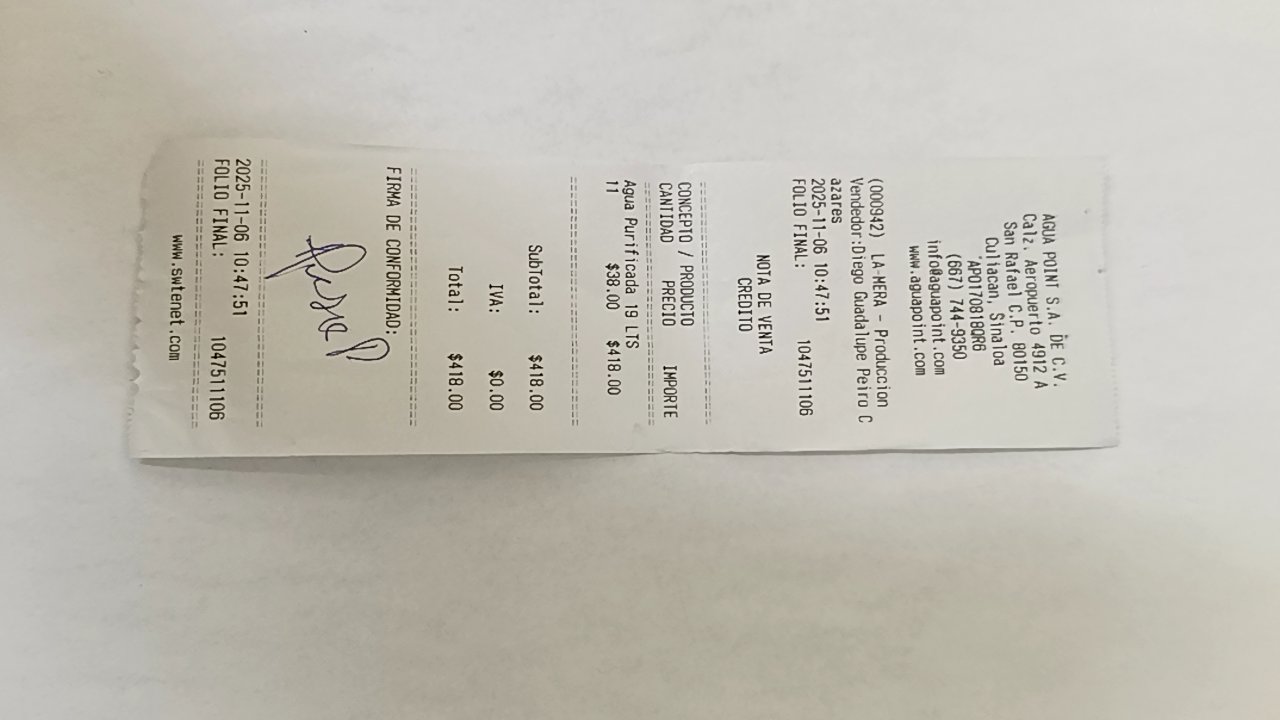 AGUA POINT S.A. DE C.V.
Calz. Aeropuerto 4912 A
San Rafael C.P. 80150
Culiacan, Sinaloa
APO170818QR6
(667) 744-9350
info@aguapoint.com
www.aguapoint.com
(000942) LA-MERA - Produccion
Vendedor:Diego Guadalupe Peiro C
azares
2025-11-06 10:47:51
FOLIO FINAL: 1047511106
NOTA DE VENTA
CREDITO
CONCEPTO / PRODUCTO
CANTIDAD PRECIO IMPORTE
Agua Purificada 19 LTS
11 $38.00 $418.00
SubTotal: $418.00
IVA: $0.00
Total: $418.00
FIRMA DE CONFORMIDAD:
2025-11-06 10:47:51
FOLIO FINAL: 1047511106
www.swtenet.com